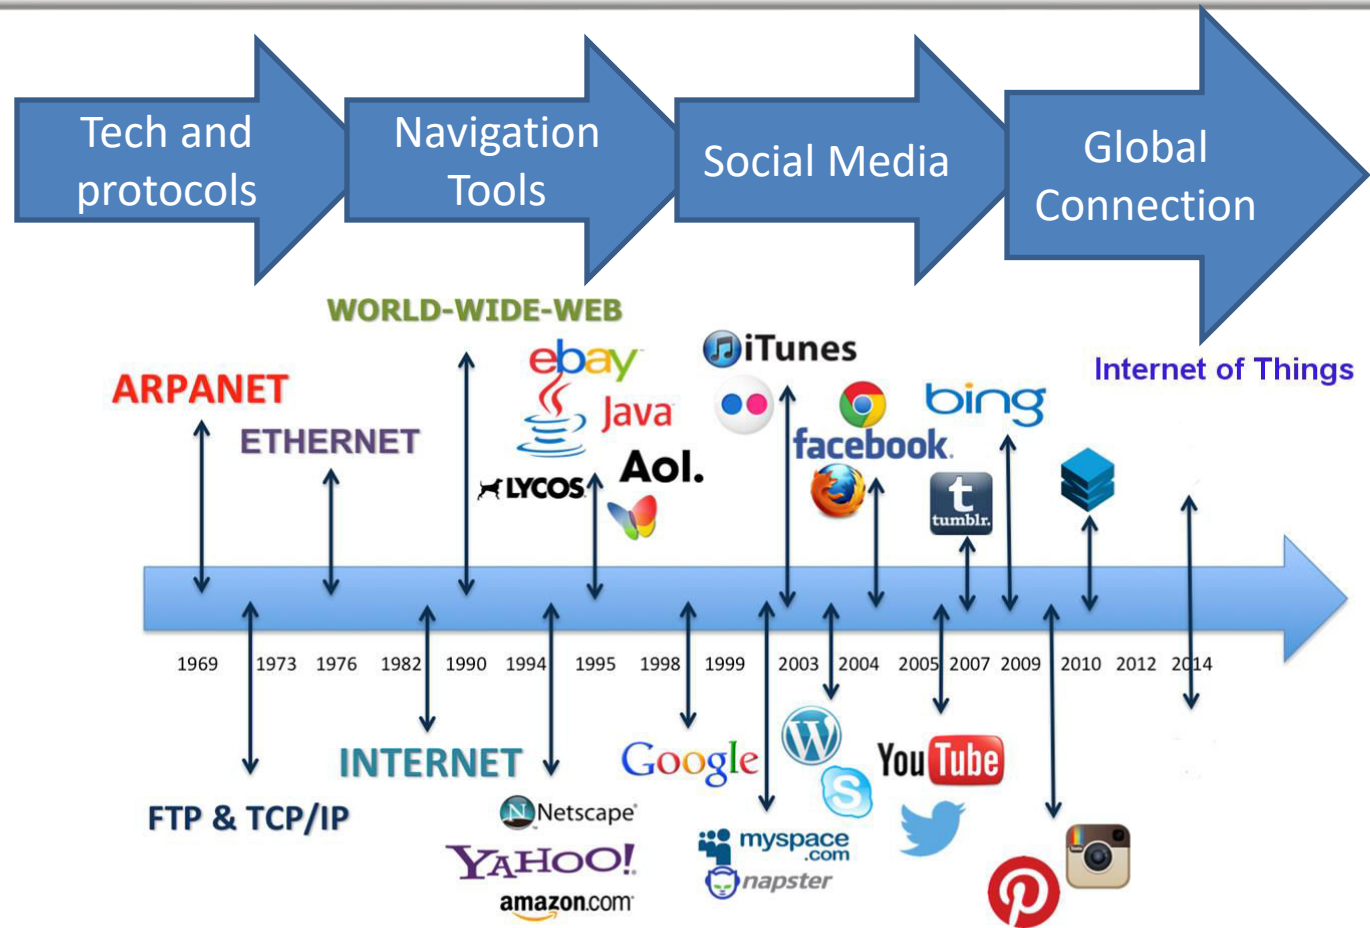 Tech and
protocols
Navigation
Tools
Social Media
Global
Connection
WORLD-WIDE-WEB
ebay
iTunes
Internet of Things
ARPANET
Java
bing
ETHERNET
facebook.
LYCOS
Aol.
t
tumblr.
1969 1973 1976 1982 1990 1994 1995 1998 1999 2003 2004 2005 2007 2009 2010 2012 2014
W
INTERNET
Google
You Tube
S
FTP & TCP/IP
N Netscape
myspace
.com
YAHOO!
napster
amazon.com
P